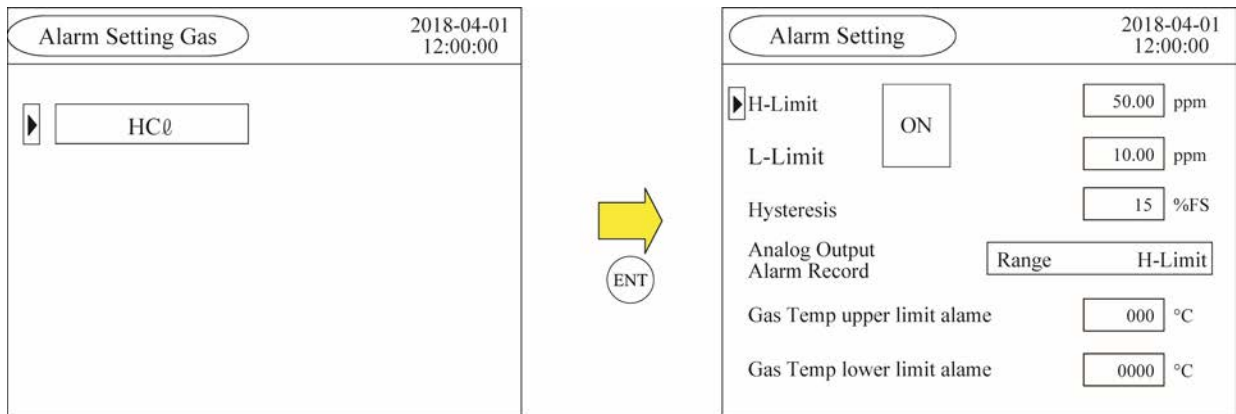 Alarm Setting Gas
2018-04-01
12:00:00
HCℓ
ENT
Alarm Setting
2018-04-01
12:00:00
H-Limit
ON
50.00 ppm
L-Limit
10.00 ppm
Hysteresis
15 %FS
Analog Output
Alarm Record
Range H-Limit
Gas Temp upper limit alame
000 °C
Gas Temp lower limit alame
0000 °C